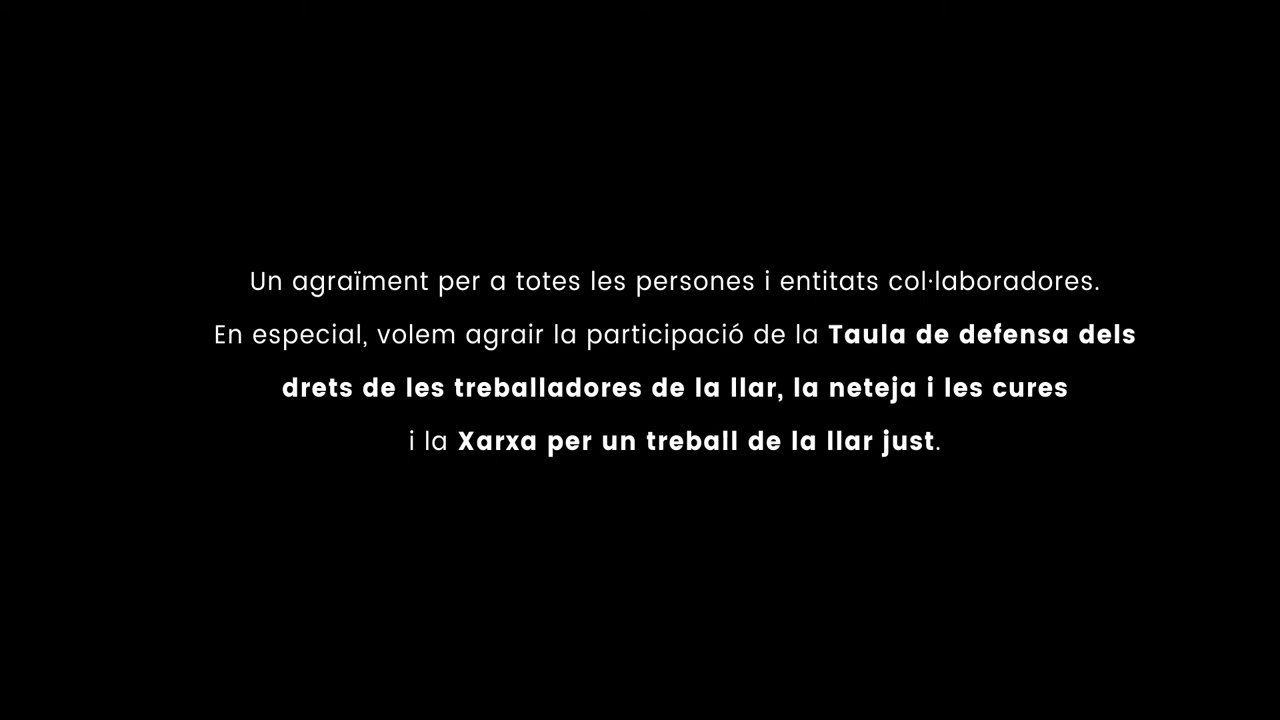 Un agraïment per a totes les persones i entitats col·laboradores.
En especial, volem agrair la participació de la Taula de defensa dels
drets de les treballadores de la llar, la neteja i les cures
i la Xarxa per un treball de la llar just.